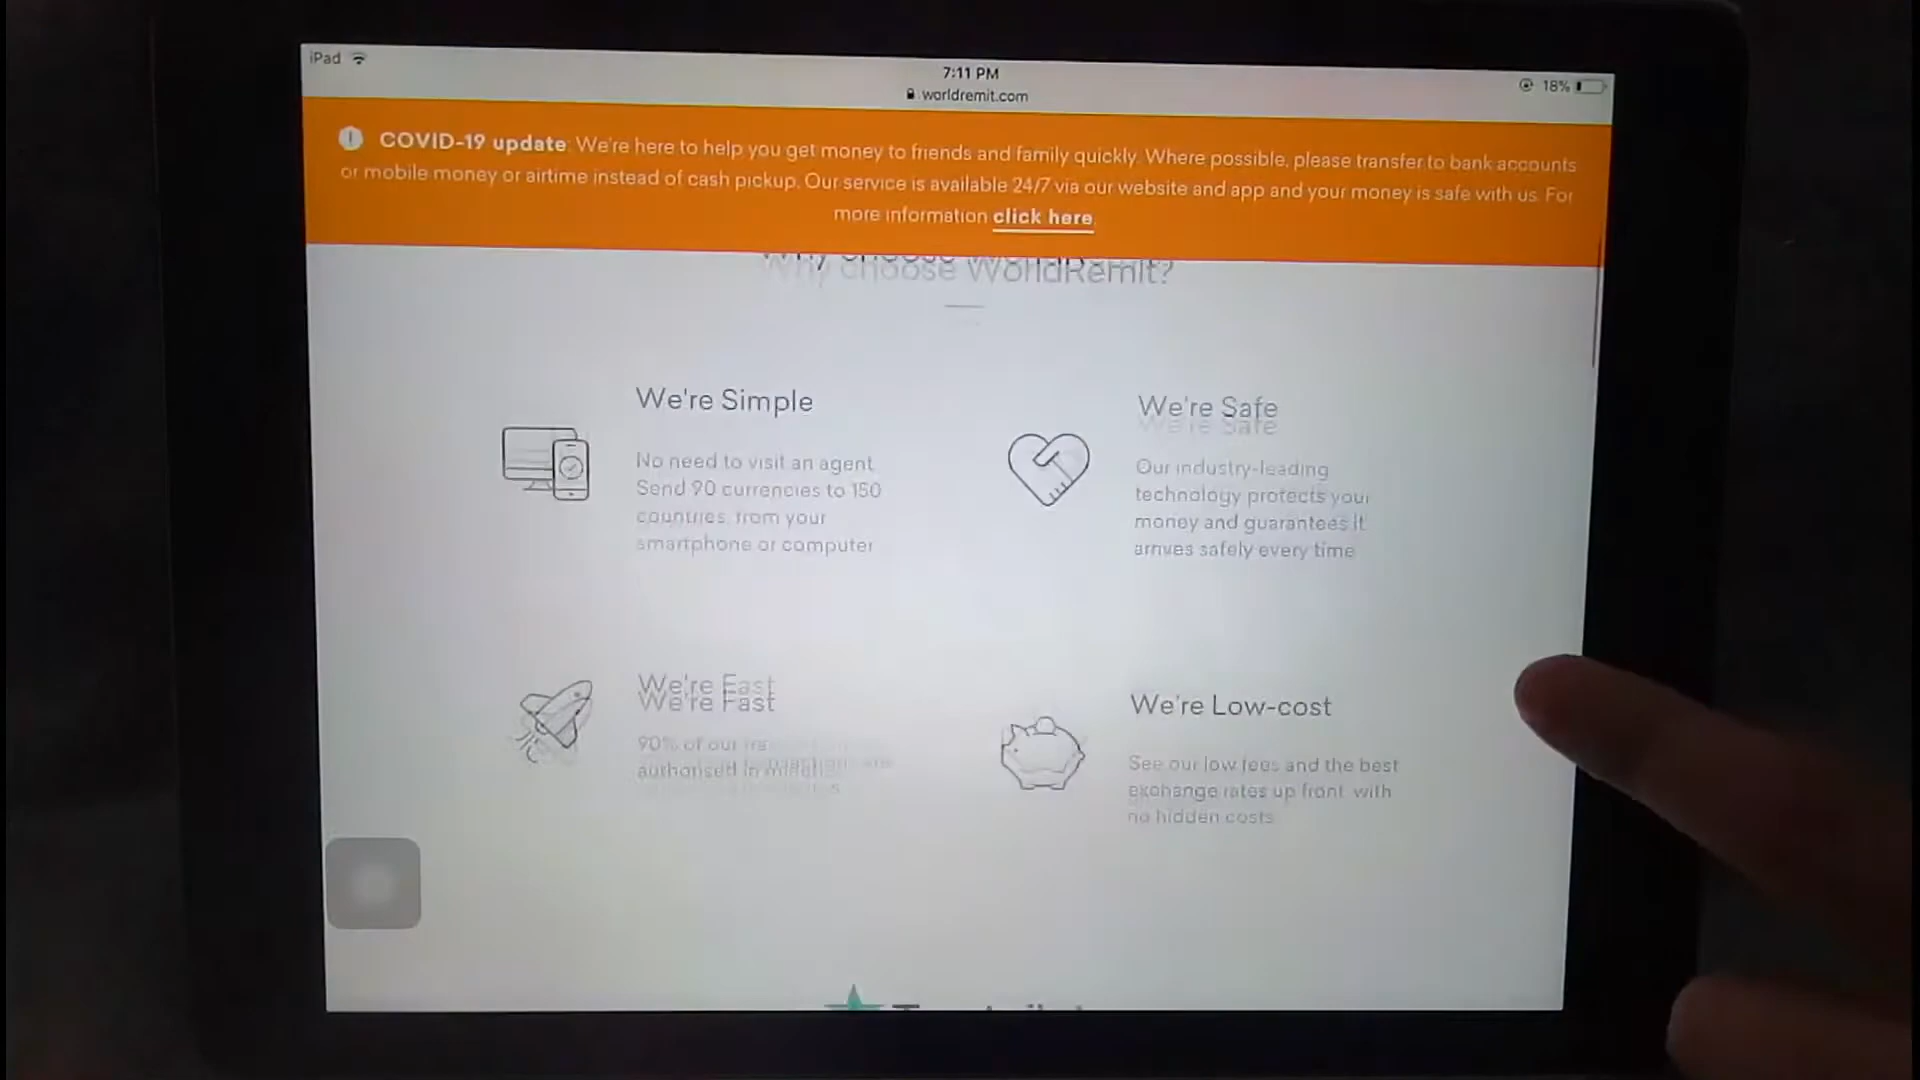 iPad
7:11 PM
18%
worldremit.com
COVID-19 update: We're here to help you get money to friends and family quickly. Where possible, please transfer to bank accounts
or mobile money or airtime instead of cash pickup. Our service is available 24/7 via our website and app and your money is safe with us. For
more information click here.
Why choose WorldRemit?
We're Simple
No need to visit an agent.
Send 90 currencies to 150
countries, from your
smartphone or computer
We're Safe
Our industry-leading
technology protects your
money and guarantees it
arrives safely every time
We're Fast
90% of our
authorised in
We're Low-cost
See our low fees and the best
exchange rates up front, with
no hidden costs